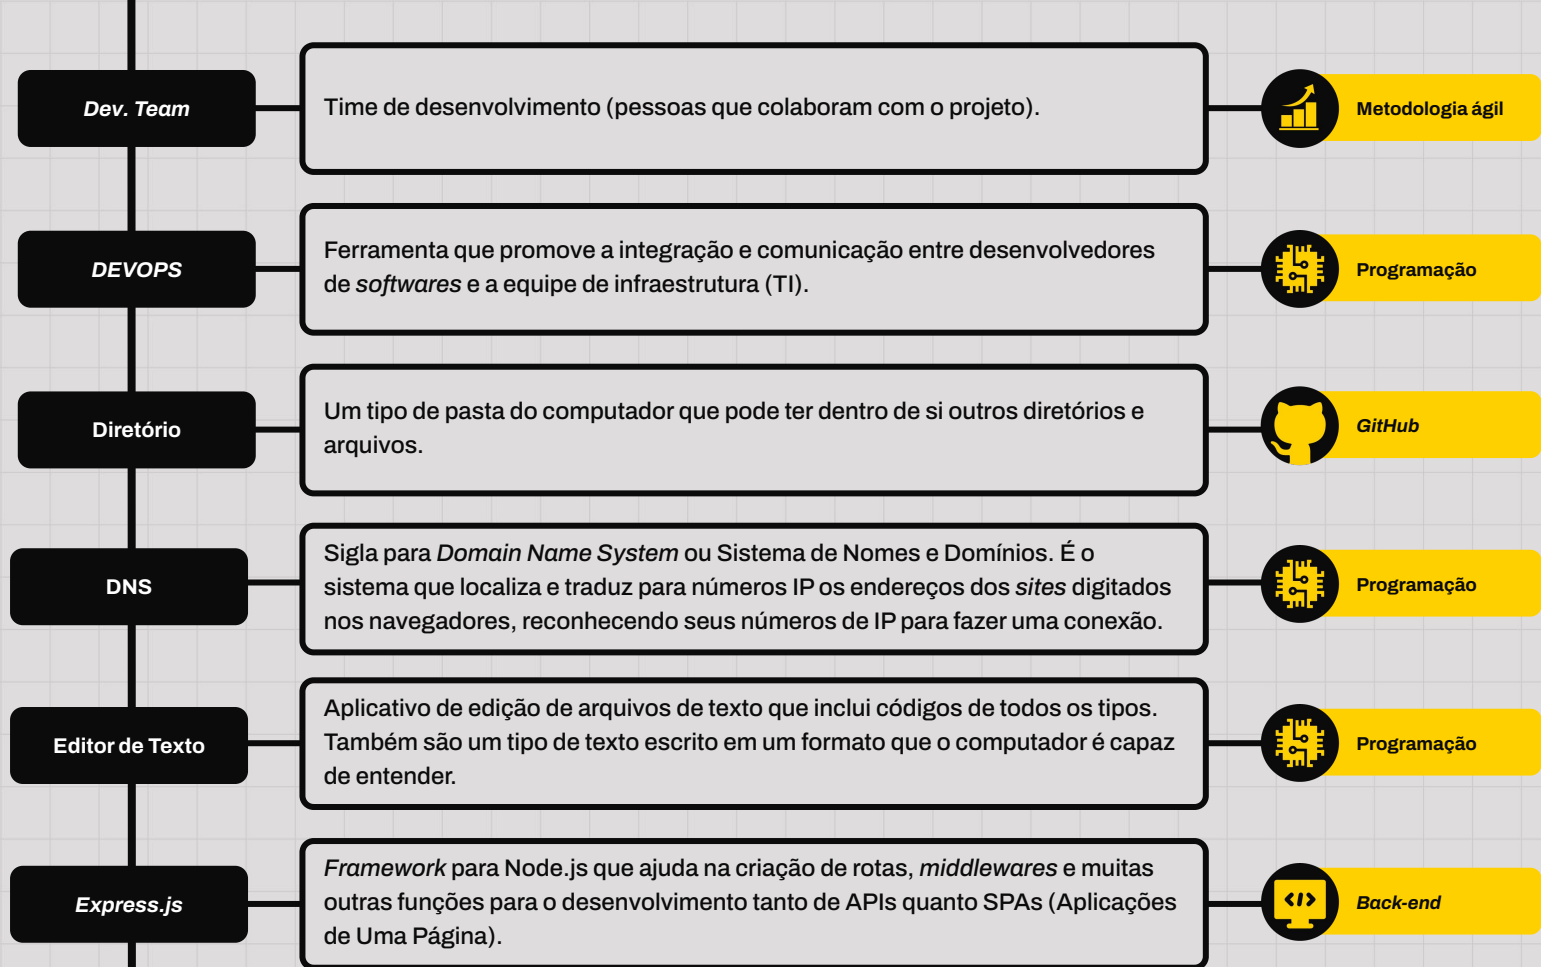 Dev. Team
Time de desenvolvimento (pessoas que colaboram com o projeto).
Metodologia ágil
DEVOPS
Ferramenta que promove a integração e comunicação entre desenvolvedores
de softwares e a equipe de infraestrutura (TI).
Programação
Diretório
Um tipo de pasta do computador que pode ter dentro de si outros diretórios e
arquivos.
GitHub
DNS
Sigla para Domain Name System ou Sistema de Nomes e Domínios. É o
sistema que localiza e traduz para números IP os endereços dos sites digitados
nos navegadores, reconhecendo seus números de IP para fazer uma conexão.
Programação
Editor de Texto
Aplicativo de edição de arquivos de texto que inclui códigos de todos os tipos.
Também são um tipo de texto escrito em um formato que o computador é capaz
de entender.
Programação
Express.js
Framework para Node.js que ajuda na criação de rotas, middlewares e muitas
outras funções para o desenvolvimento tanto de APIs quanto SPAs (Aplicações
de Uma Página).
Back-end